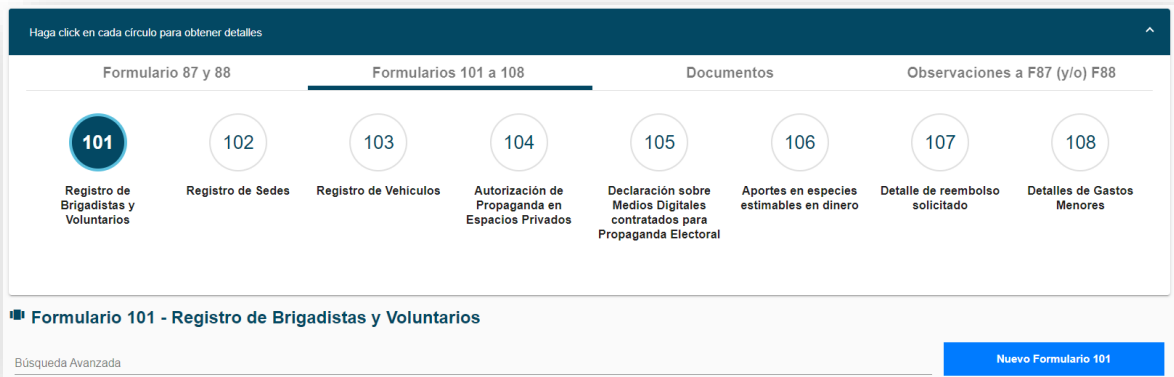 Haga click en cada círculo para obtener detalles
Formulario 87 y 88
Formularios 101 a 108
Documentos
Observaciones a F87 (y/o) F88
101
102
103
104
105
106
107
108
Registro de
Brigadistas y
Voluntarios
Registro de Sedes
Registro de Vehículos
Autorización de
Propaganda en
Espacios Privados
Declaración sobre
Medios Digitales
contratados para
Propaganda Electoral
Aportes en especies
estimables en dinero
Detalle de reembolso
solicitado
Detalles de Gastos
Menores
Formulario 101 - Registro de Brigadistas y Voluntarios
Búsqueda Avanzada
Nuevo Formulario 101